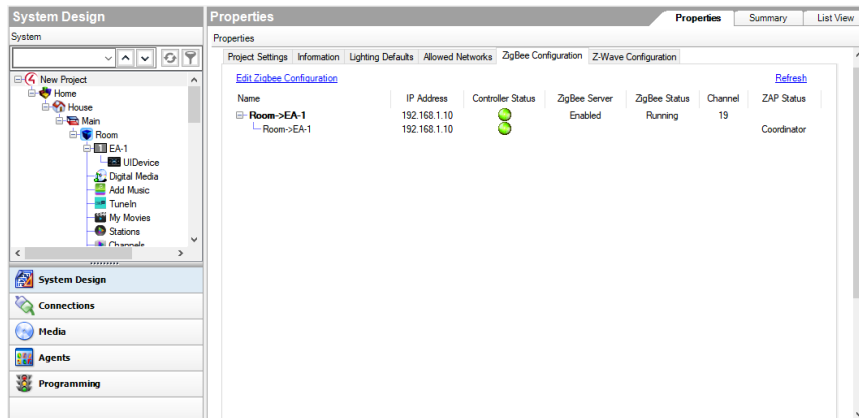 System Design
System
New Project
Home
House
Main
Room
EA-1
UIDevice
Digital Media
Add Music
TuneIn
My Movies
Stations
Channels
System Design
Connections
Media
Agents
Programming
Properties
Properties Summary List View
Properties
Project Settings Information Lighting Defaults Allowed Networks ZigBee Configuration Z-Wave Configuration
Edit Zigbee Configuration Refresh
Name IP Address Controller Status ZigBee Server ZigBee Status Channel ZAP Status
Room->EA-1 192.168.1.10 Enabled Running 19
Room->EA-1 192.168.1.10 Coordinator